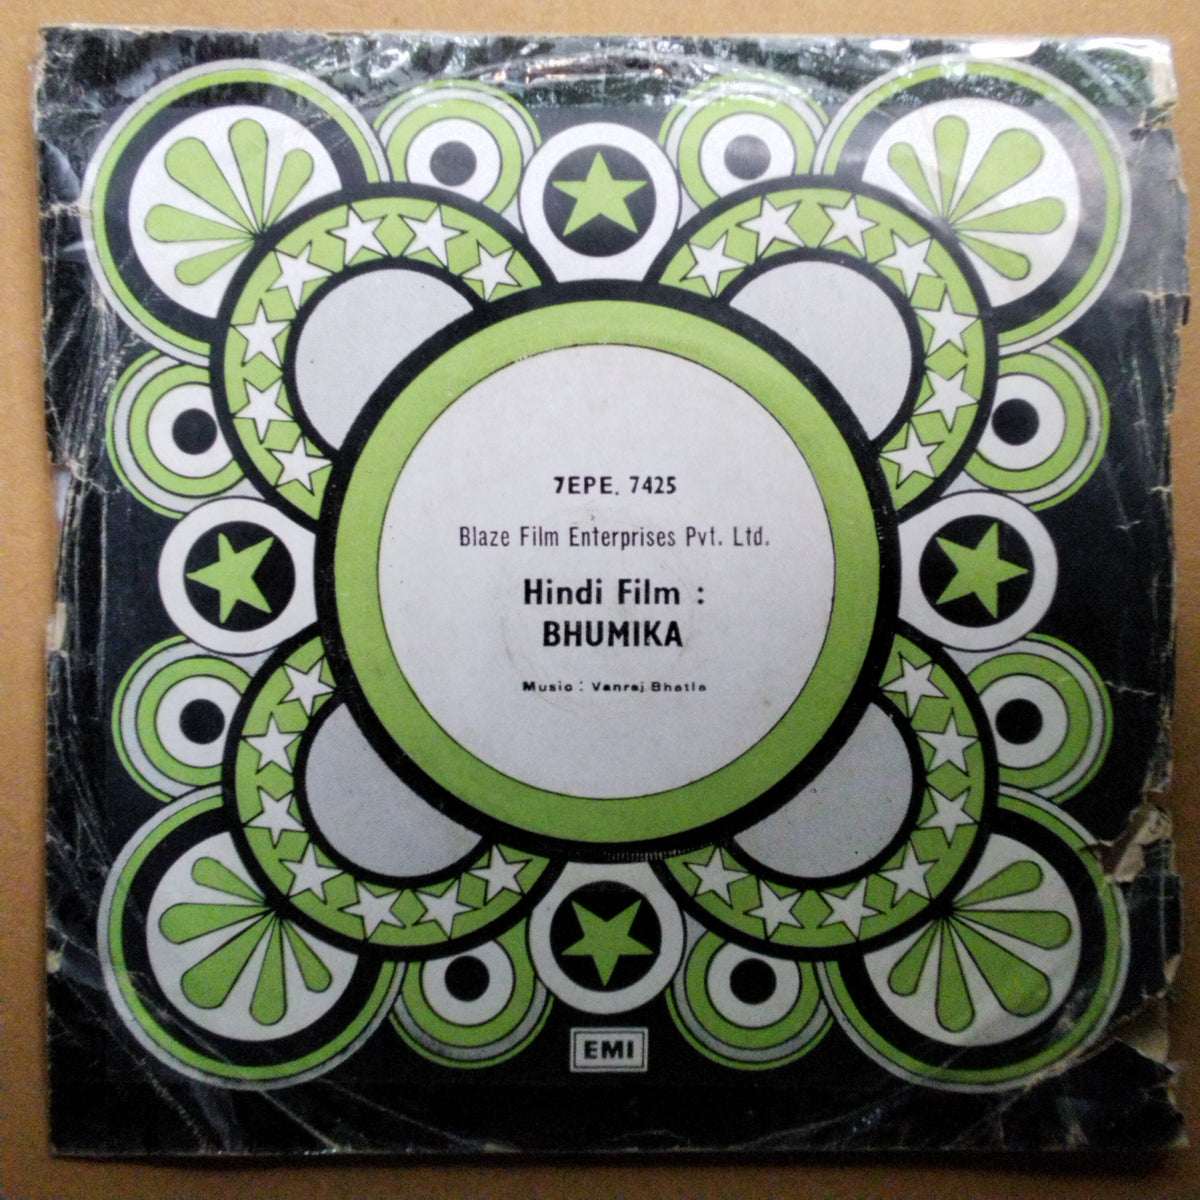 7EPE. 7425
Blaze Film Enterprises Pvt. Ltd.
Hindi Film :
BHUMIKA
Music : Vanraj Bhatia
EMI